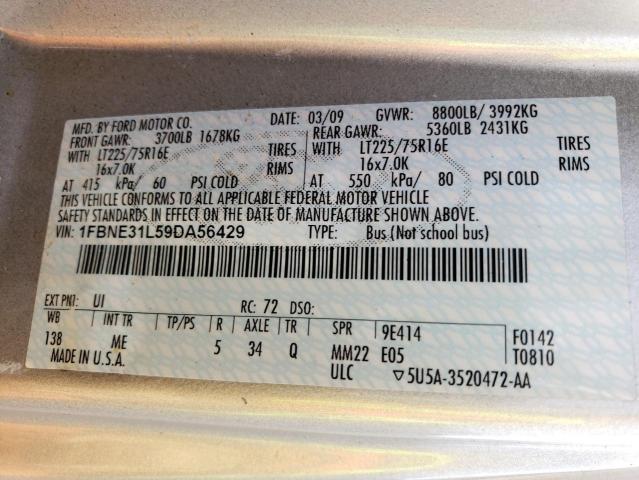 MFD. BY FORD MOTOR CO. DATE: 03/09 GVWR: 8800LB/ 3992KG
FRONT GAWR: 3700LB 1678KG REAR GAWR: 5360LB 2431KG
WITH LT225/75R16E TIRES WITH LT225/75R16E TIRES
16x7.0K RIMS 16x7.0K RIMS
AT 415 kPa/ 60 PSI COLD AT 550 kPa/ 80 PSI COLD
THIS VEHICLE CONFORMS TO ALL APPLICABLE FEDERAL MOTOR VEHICLE
SAFETY STANDARDS IN EFFECT ON THE DATE OF MANUFACTURE SHOWN ABOVE.
VIN: 1FBNE31L59DA56429 TYPE: Bus (Not school bus)
EXT PNT: UI RC: 72 DSO:
WB INT TR TP/PS R AXLE TR SPR 9E414 F0142
138 ME 5 34 Q MM22 E05 T0810
MADE IN U.S.A. ULC ▽5U5A-3520472-AA